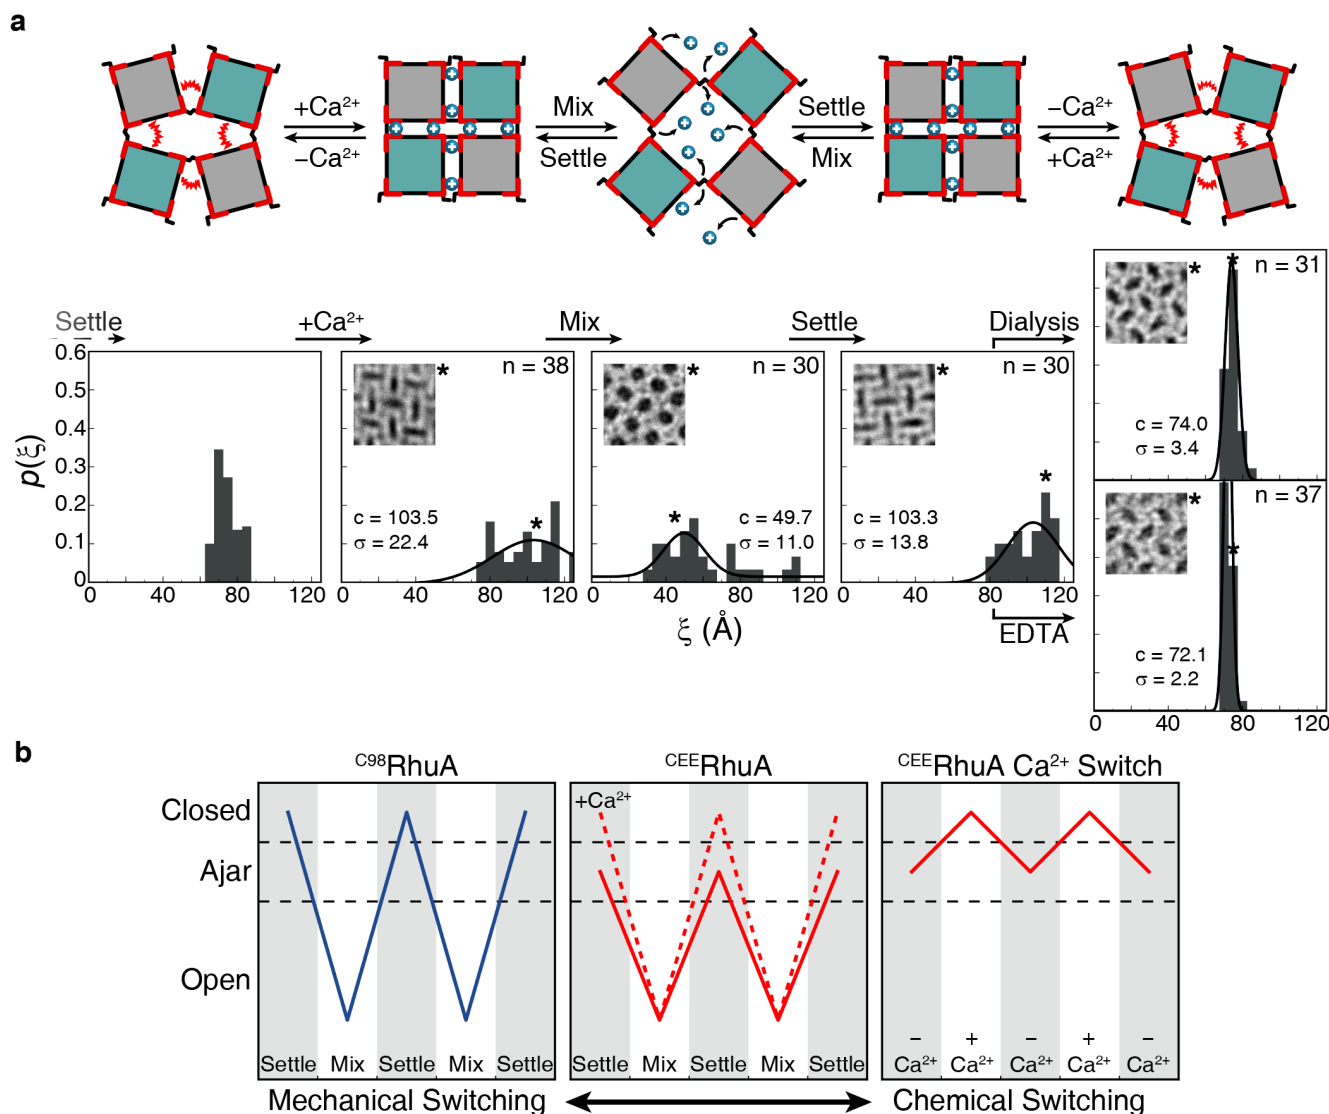 a
+Ca²⁺
−Ca²⁺
Mix
Settle
Settle
Mix
−Ca²⁺
+Ca²⁺
Settle
+Ca²⁺
Mix
Settle
Dialysis
EDTA
p(ξ)
0.6
0.5
0.4
0.3
0.2
0.1
0
0 40 80 120
* n = 38
c = 103.5
σ = 22.4
*
0 40 80 120
* n = 30
*
c = 49.7
σ = 11.0
0 40 80 120
* n = 30
*
c = 103.3
σ = 13.8
0 40 80 120
ξ (Å)
* * n = 31
c = 74.0
σ = 3.4
* n = 37
*
c = 72.1
σ = 2.2
0 40 80 120
b
C98RhuA
CEERhuA
CEERhuA Ca²⁺ Switch
Closed
Ajar
Open
+Ca²⁺
Settle Mix Settle Mix Settle
Settle Mix Settle Mix Settle
− + − + −
Ca²⁺ Ca²⁺ Ca²⁺ Ca²⁺ Ca²⁺
Mechanical Switching
Chemical Switching